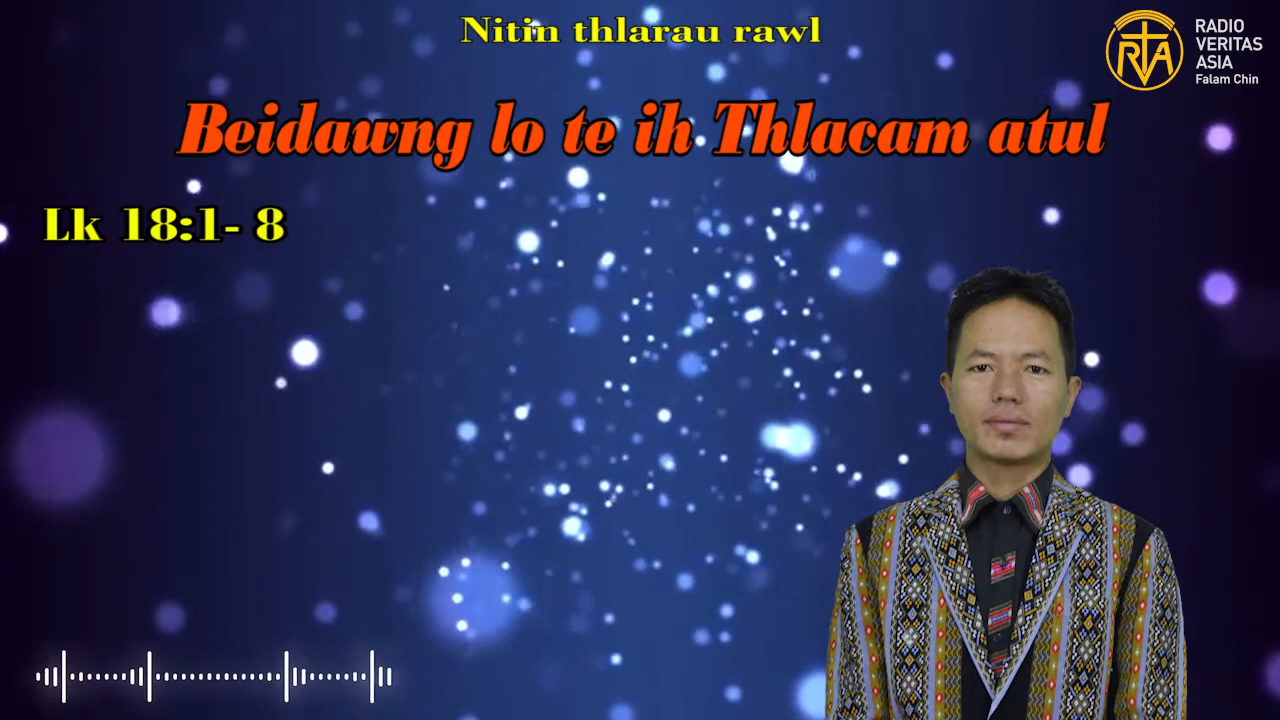 Nitin thlarau rawl
RADIO
VERITAS
ASIA
Falam Chin
Beidawng lo te ih Thlacam atul
Lk 18:1- 8